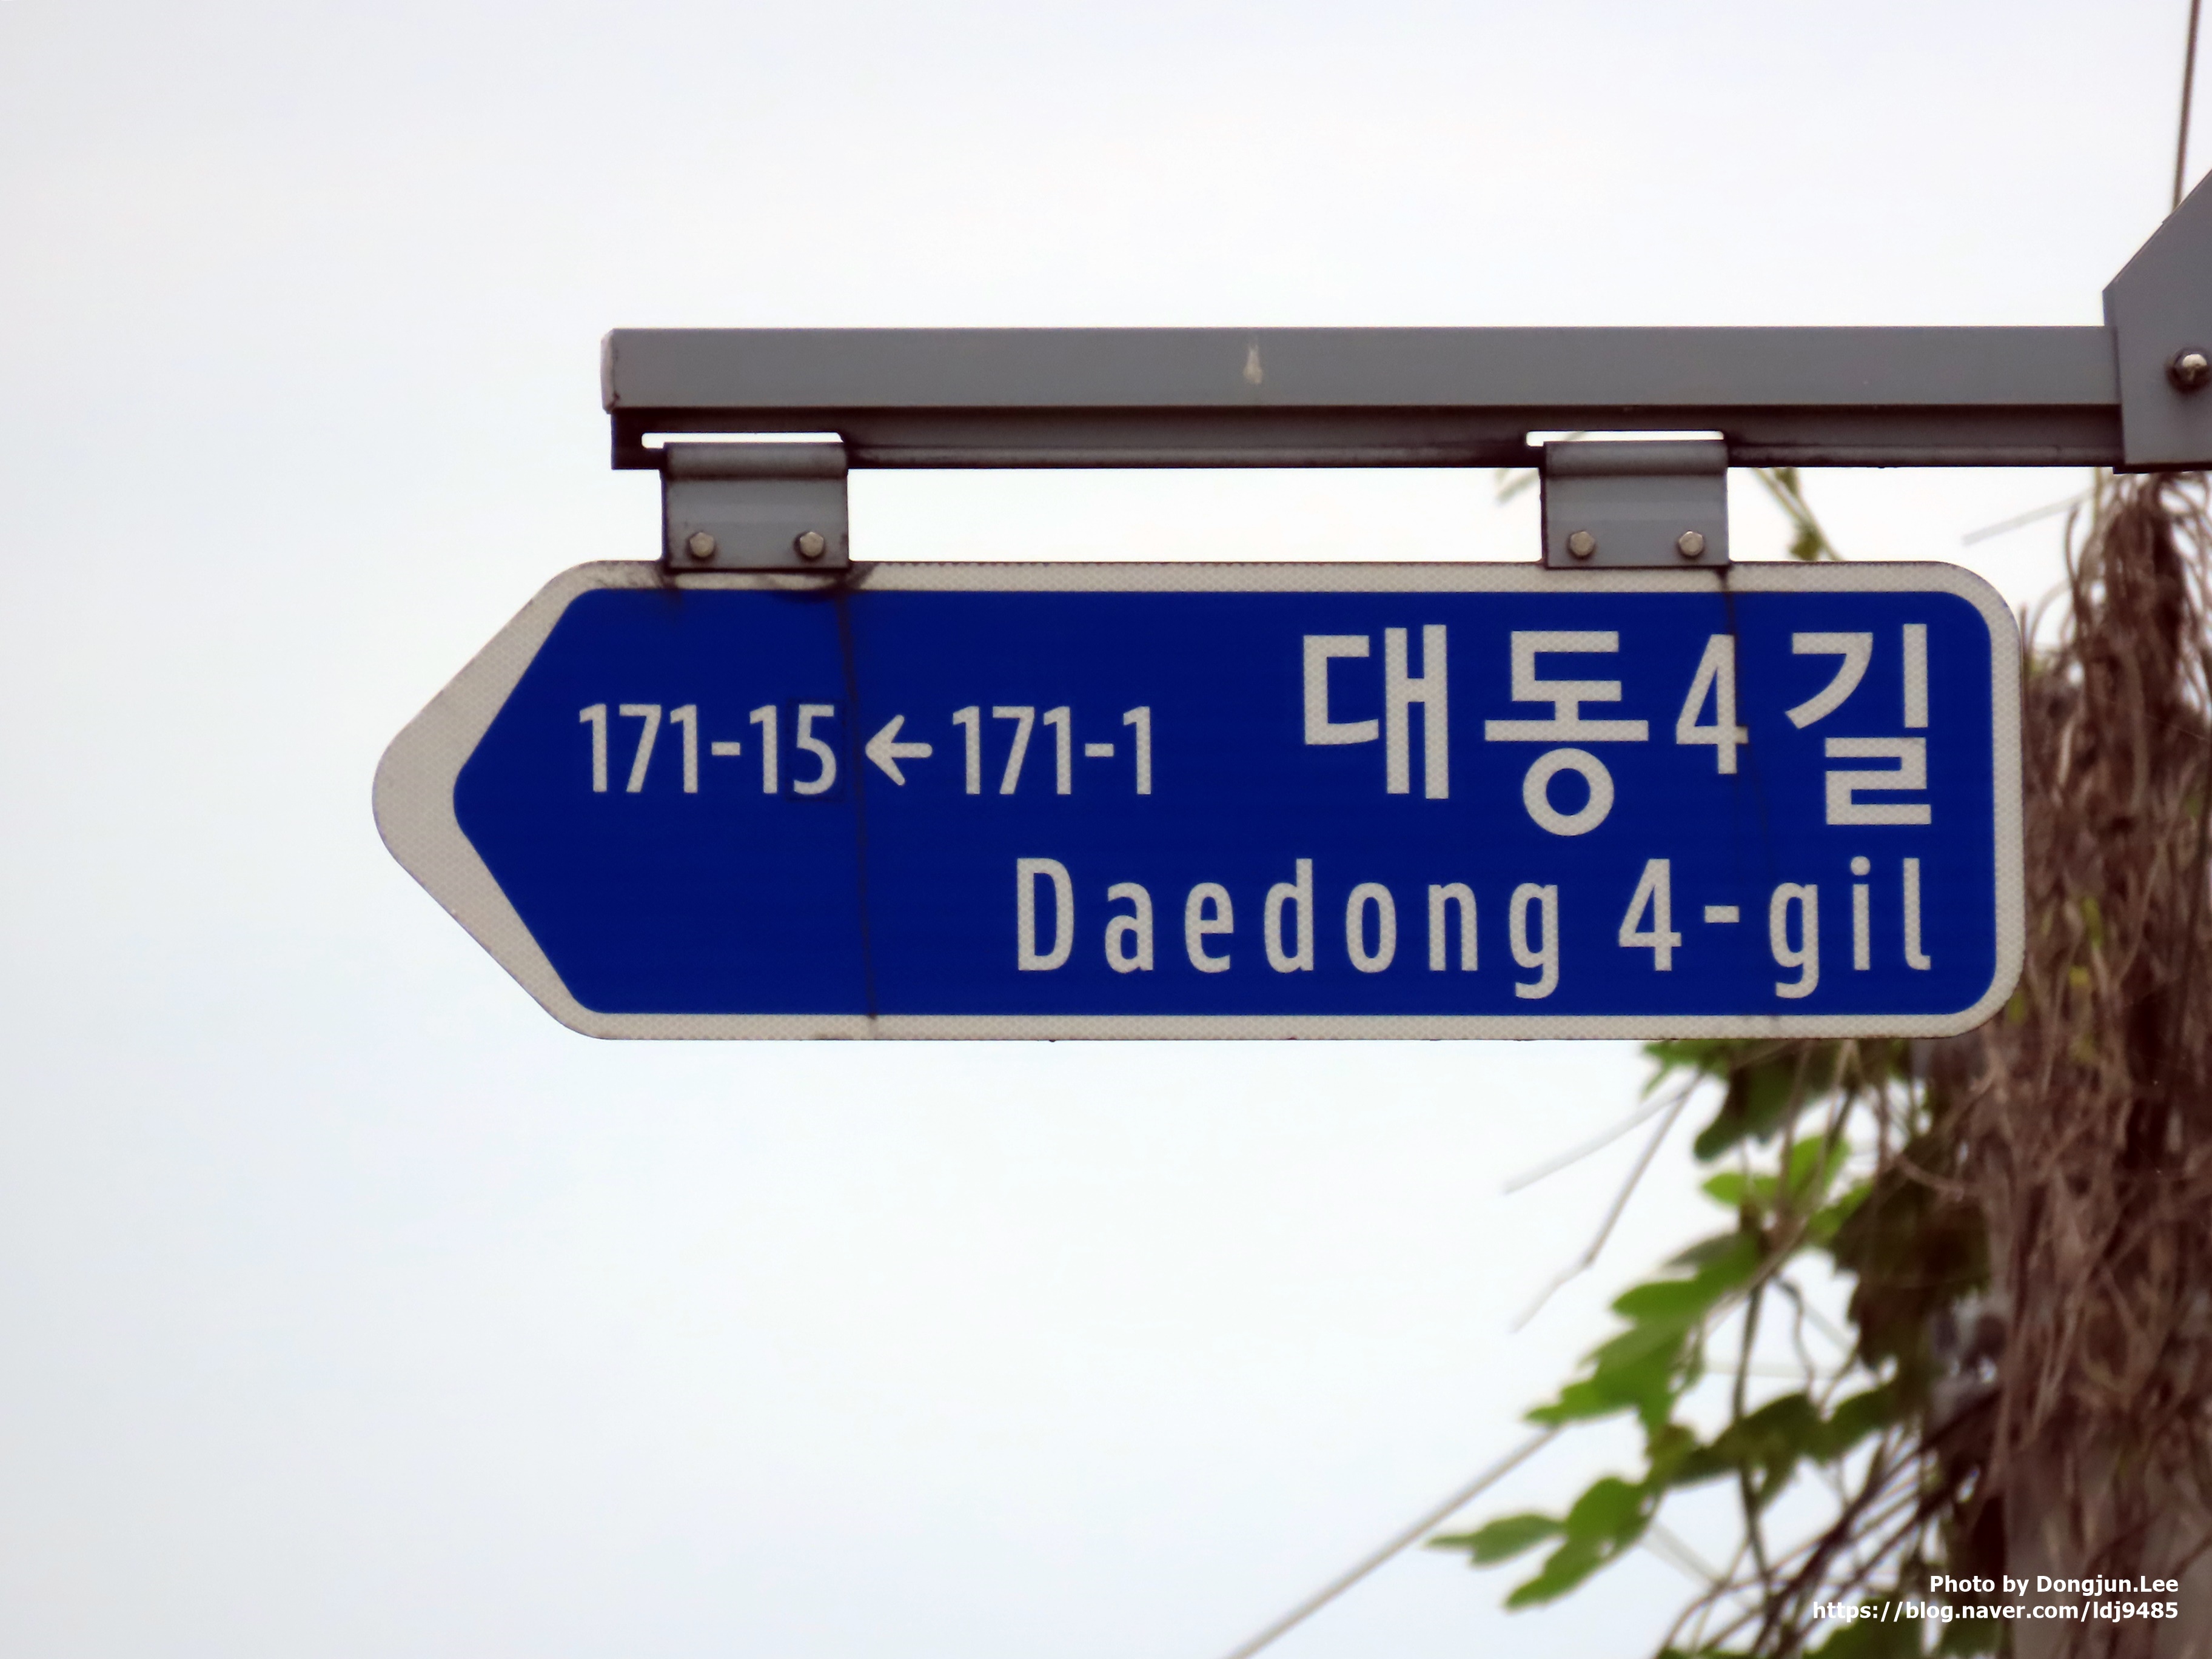 171-15←171-1 대동4길
Daedong 4-gil
Photo by Dongjun.Lee
https://blog.naver.com/ldj9485